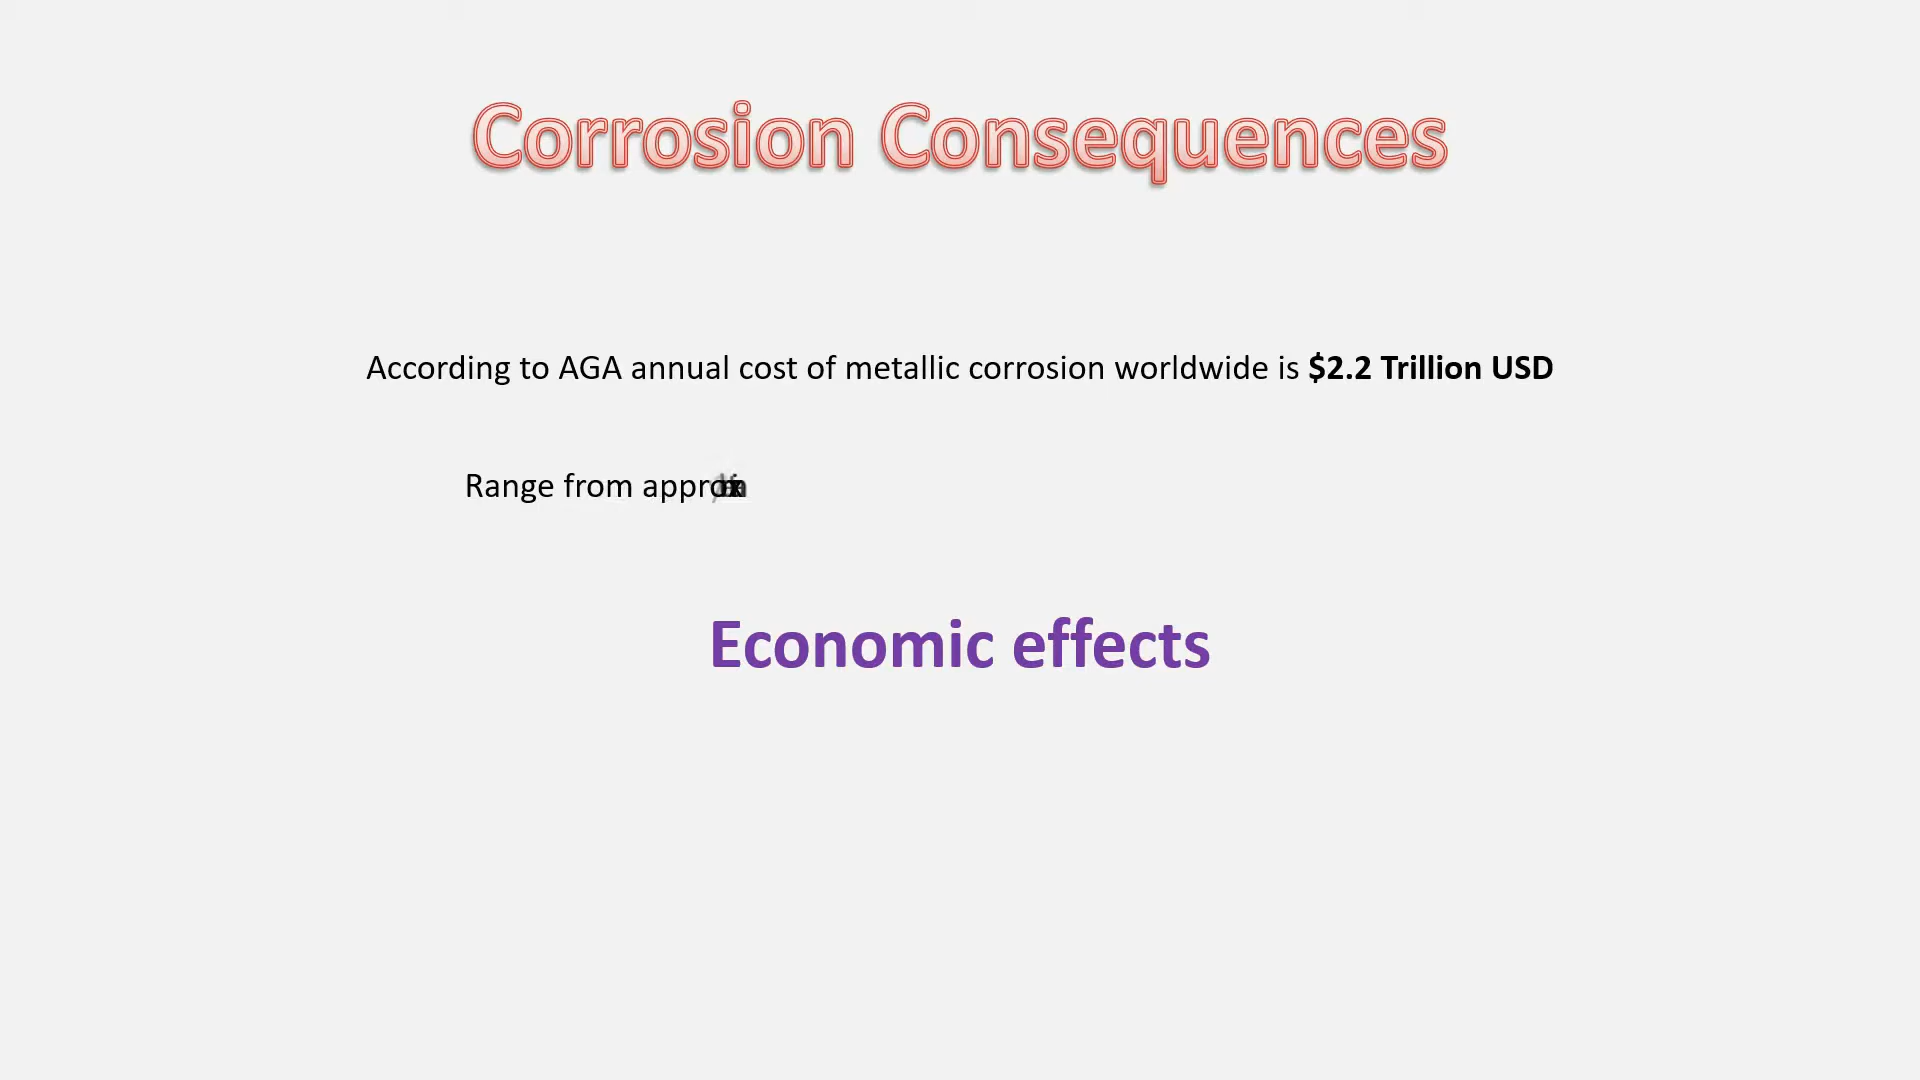 Corrosion Consequences
According to AGA annual cost of metallic corrosion worldwide is $2.2 Trillion USD
Range from
Economic effects